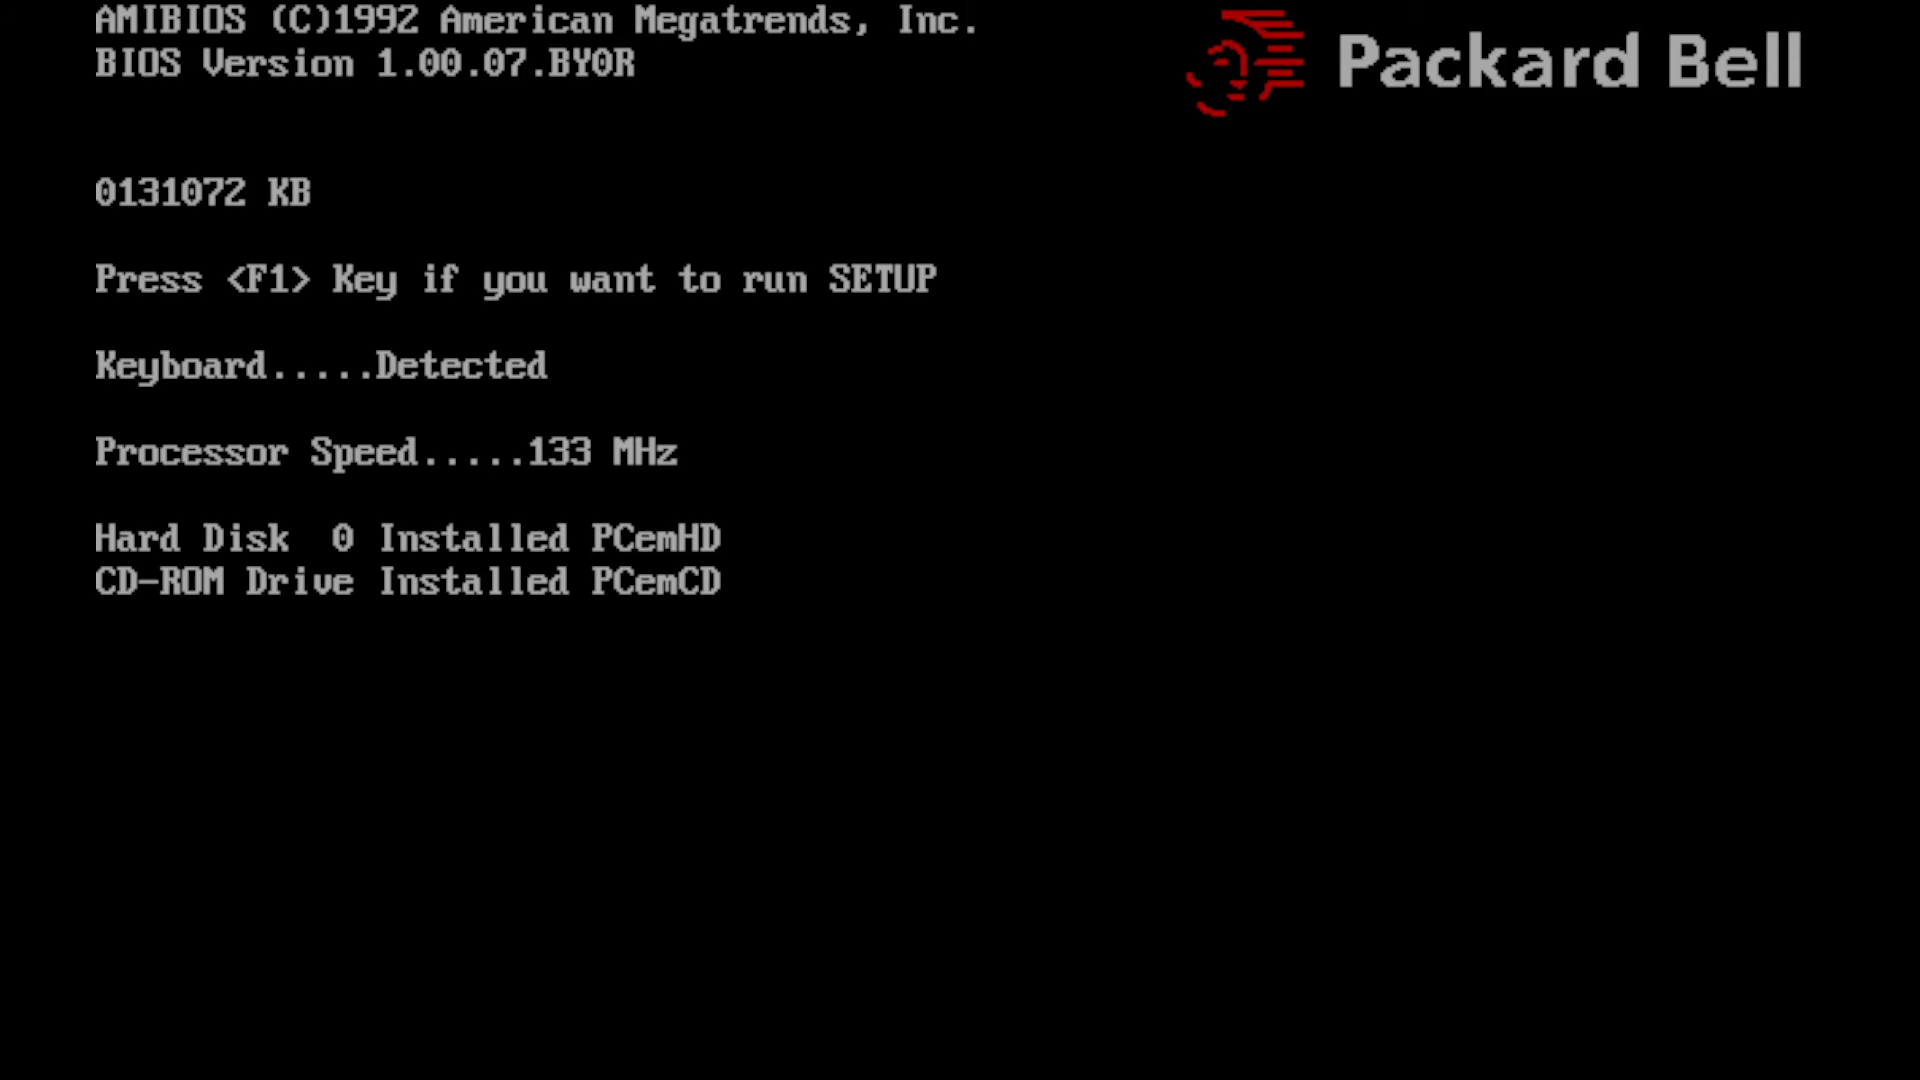 AMIBIOS (C)1992 American Megatrends, Inc.
BIOS Version 1.00.07.BY0R
Packard Bell
0131072 KB
Press <F1> Key if you want to run SETUP
Keyboard.....Detected
Processor Speed.....133 MHz
Hard Disk  0 Installed PCemHD
CD-ROM Drive Installed PCemCD